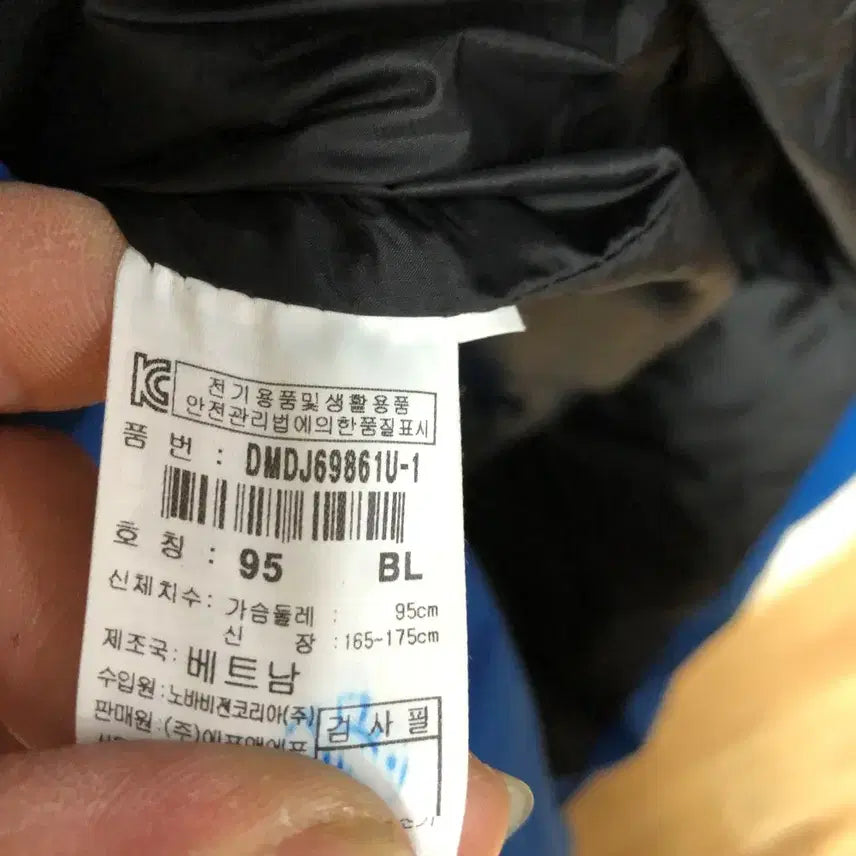 KC
전기용품및생활용품
안전관리법에의한품질표시
품 번 : DMDJ69861U-1
호 칭 : 95 BL
신체치수: 가슴둘레 : 95cm
신 장 :165~175cm
제조국: 베트남
수입원:노바비젼코리아(주)
판매원:(주)에프앤에프
검 사 필